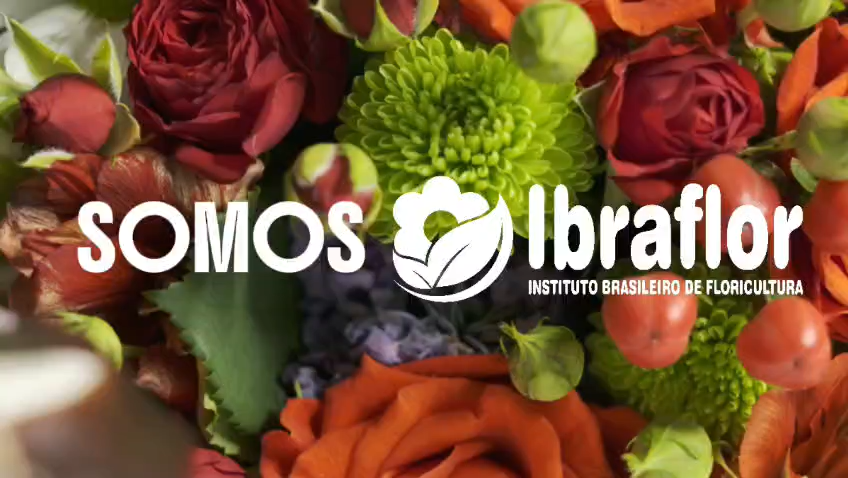 SOMOS Ibraflor
INSTITUTO BRASILEIRO DE FLORICULTURA